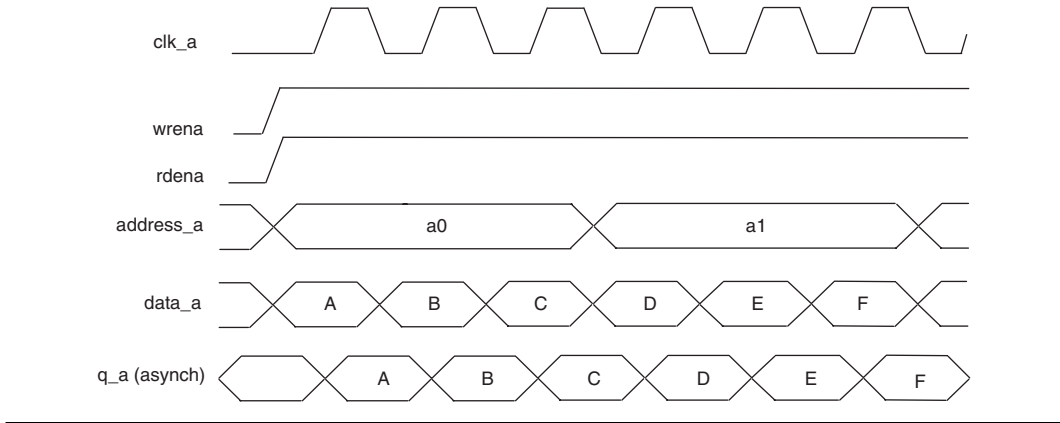 clk_a
wrena
rdena
address_a a0 a1
data_a A B C D E F
q_a (asynch) A B C D E F